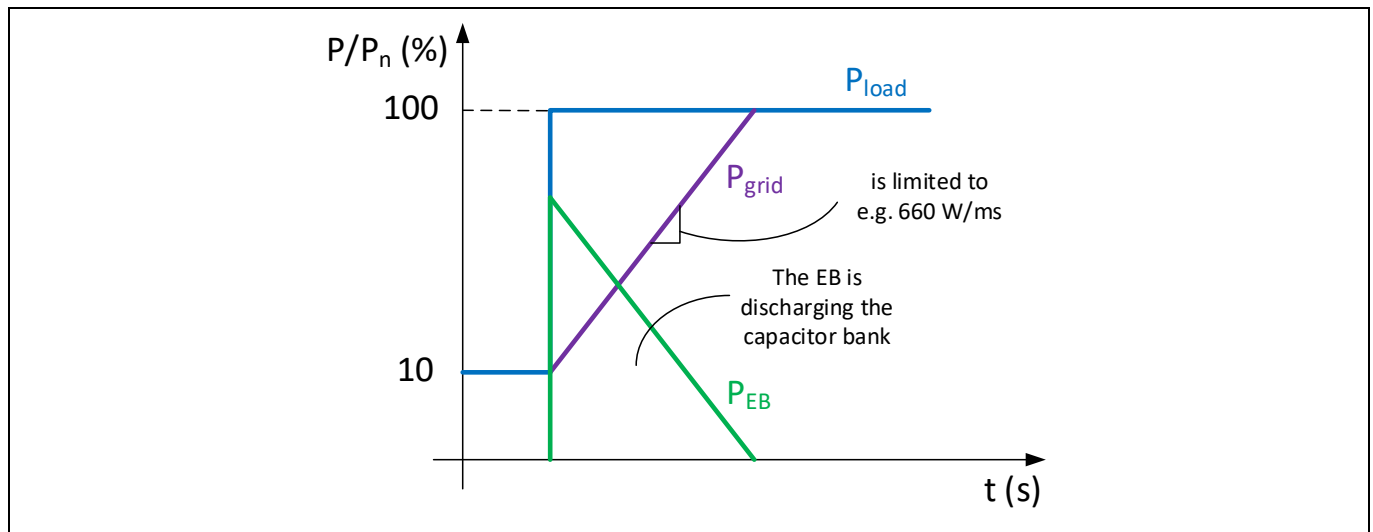 P/Pn (%)
100
10
Pload
Pgrid
is limited to
e.g. 660 W/ms
The EB is
discharging the
capacitor bank
PEB
t (s)